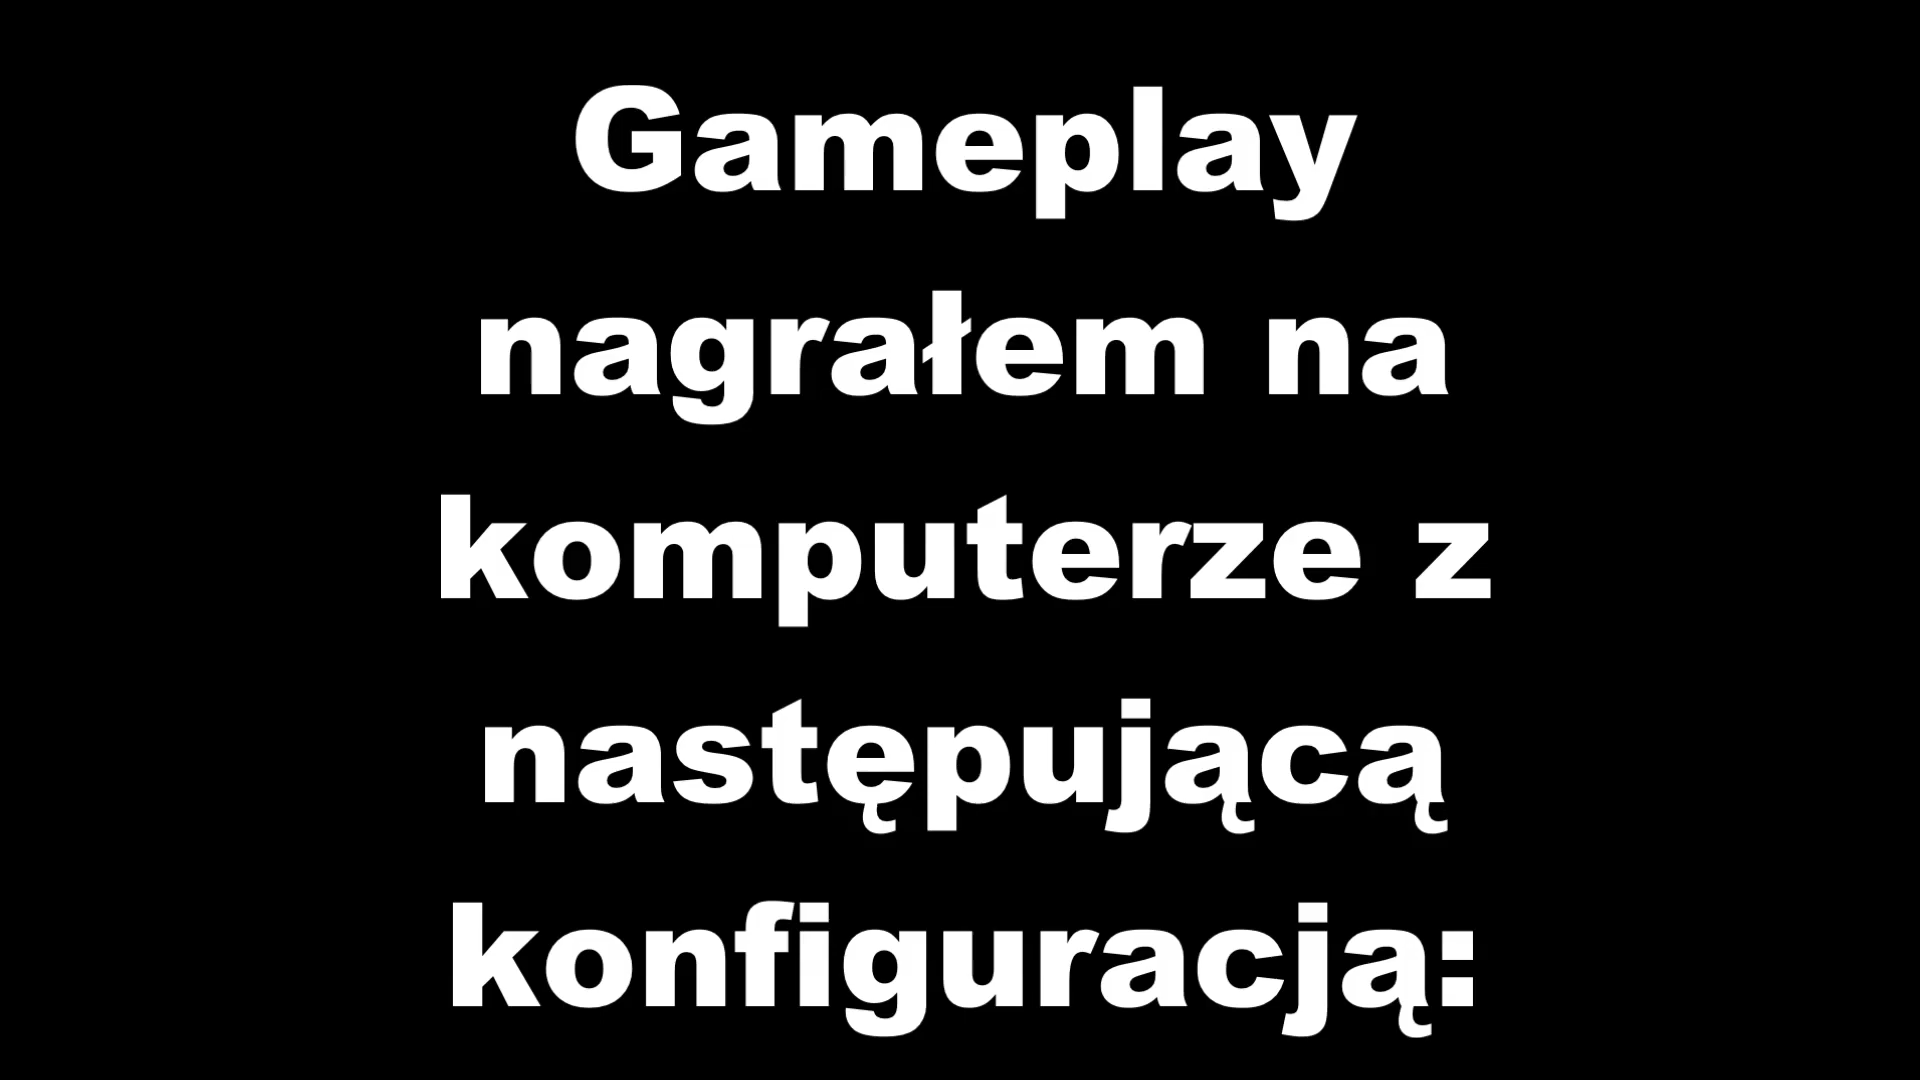 Gameplay
nagrałem na
komputerze z
następującą
konfiguracją: